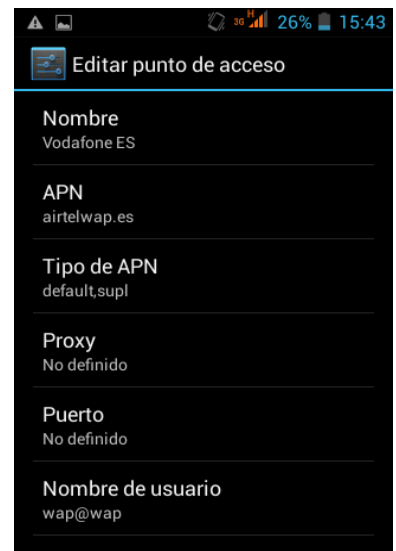 3G H 26% 15:43
Editar punto de acceso
Nombre
Vodafone ES
APN
airtelwap.es
Tipo de APN
default,supl
Proxy
No definido
Puerto
No definido
Nombre de usuario
wap@wap